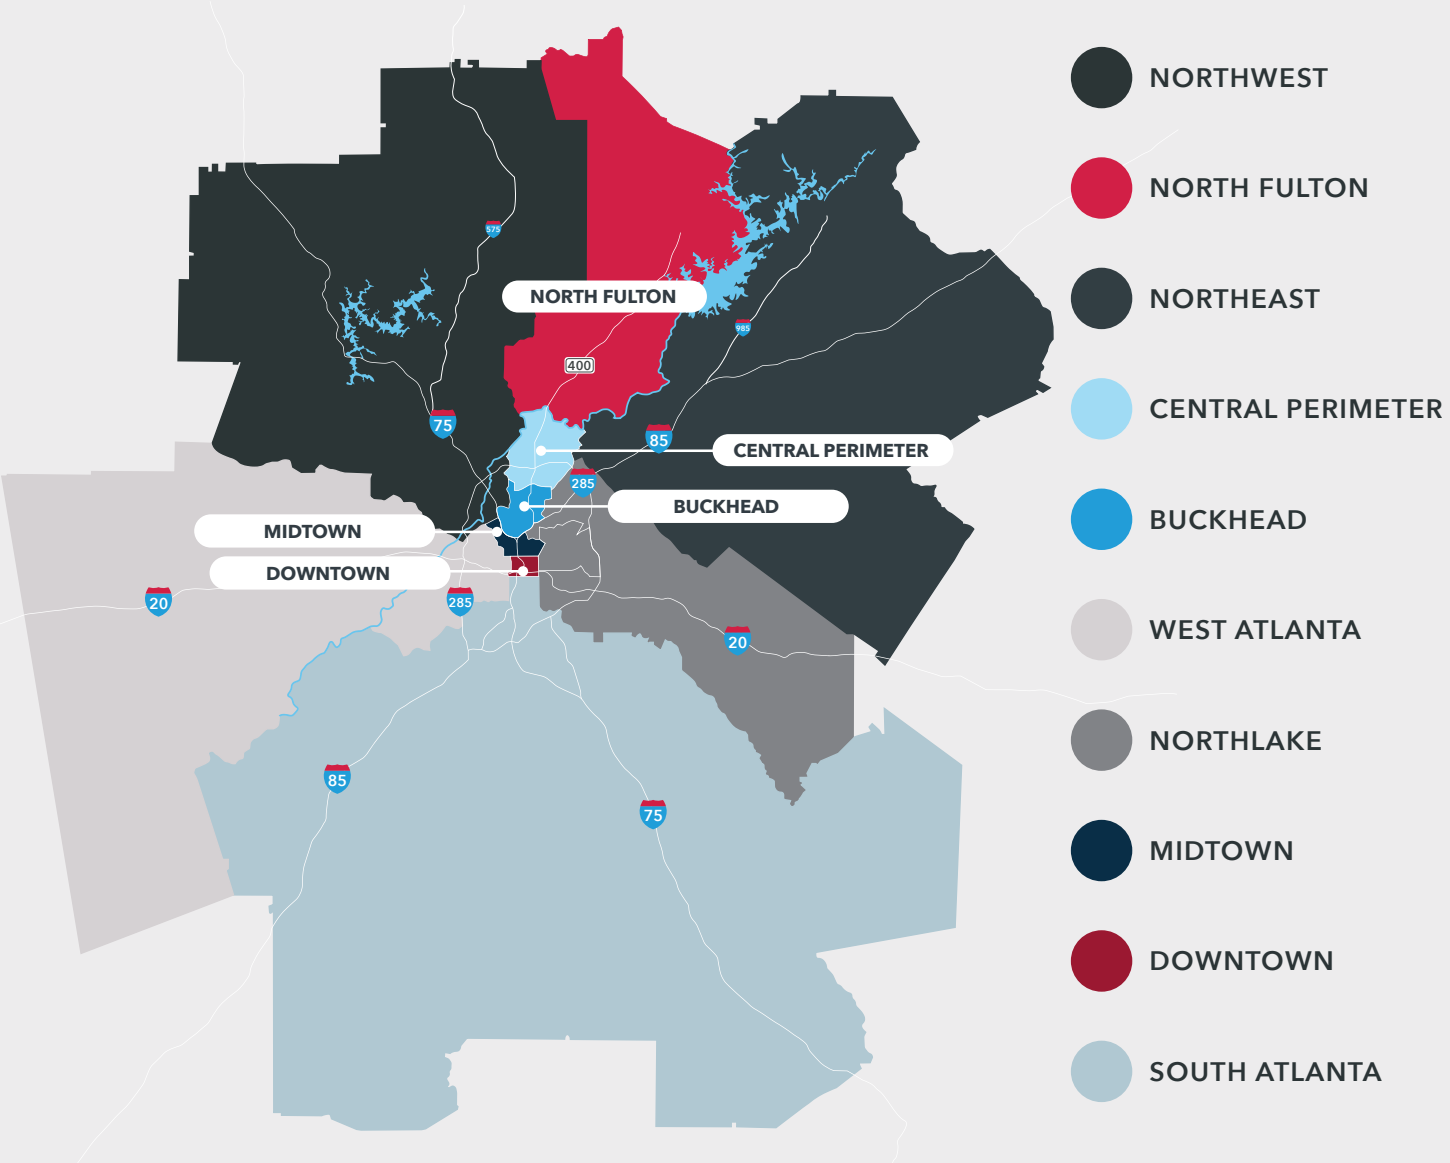 575
NORTH FULTON
985
400
75
85
CENTRAL PERIMETER
285
BUCKHEAD
MIDTOWN
DOWNTOWN
20
285
20
85
75
NORTHWEST
NORTH FULTON
NORTHEAST
CENTRAL PERIMETER
BUCKHEAD
WEST ATLANTA
NORTHLAKE
MIDTOWN
DOWNTOWN
SOUTH ATLANTA